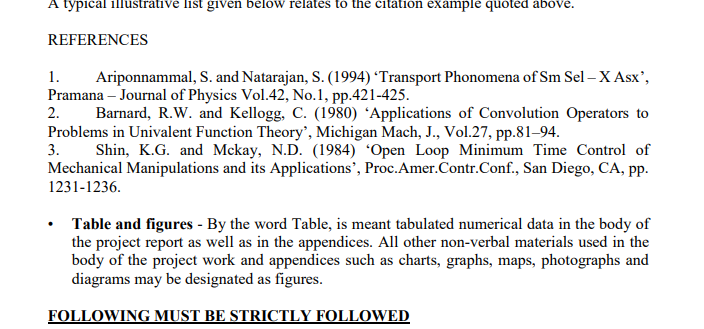 A typical illustrative list given below relates to the citation example quoted above.
REFERENCES
1. Ariponnammal, S. and Natarajan, S. (1994) ‘Transport Phonomena of Sm Sel – X Asx’,
Pramana – Journal of Physics Vol.42, No.1, pp.421-425.
2. Barnard, R.W. and Kellogg, C. (1980) ‘Applications of Convolution Operators to
Problems in Univalent Function Theory’, Michigan Mach, J., Vol.27, pp.81–94.
3. Shin, K.G. and Mckay, N.D. (1984) ‘Open Loop Minimum Time Control of
Mechanical Manipulations and its Applications’, Proc.Amer.Contr.Conf., San Diego, CA, pp.
1231-1236.
• Table and figures - By the word Table, is meant tabulated numerical data in the body of
the project report as well as in the appendices. All other non-verbal materials used in the
body of the project work and appendices such as charts, graphs, maps, photographs and
diagrams may be designated as figures.
FOLLOWING MUST BE STRICTLY FOLLOWED